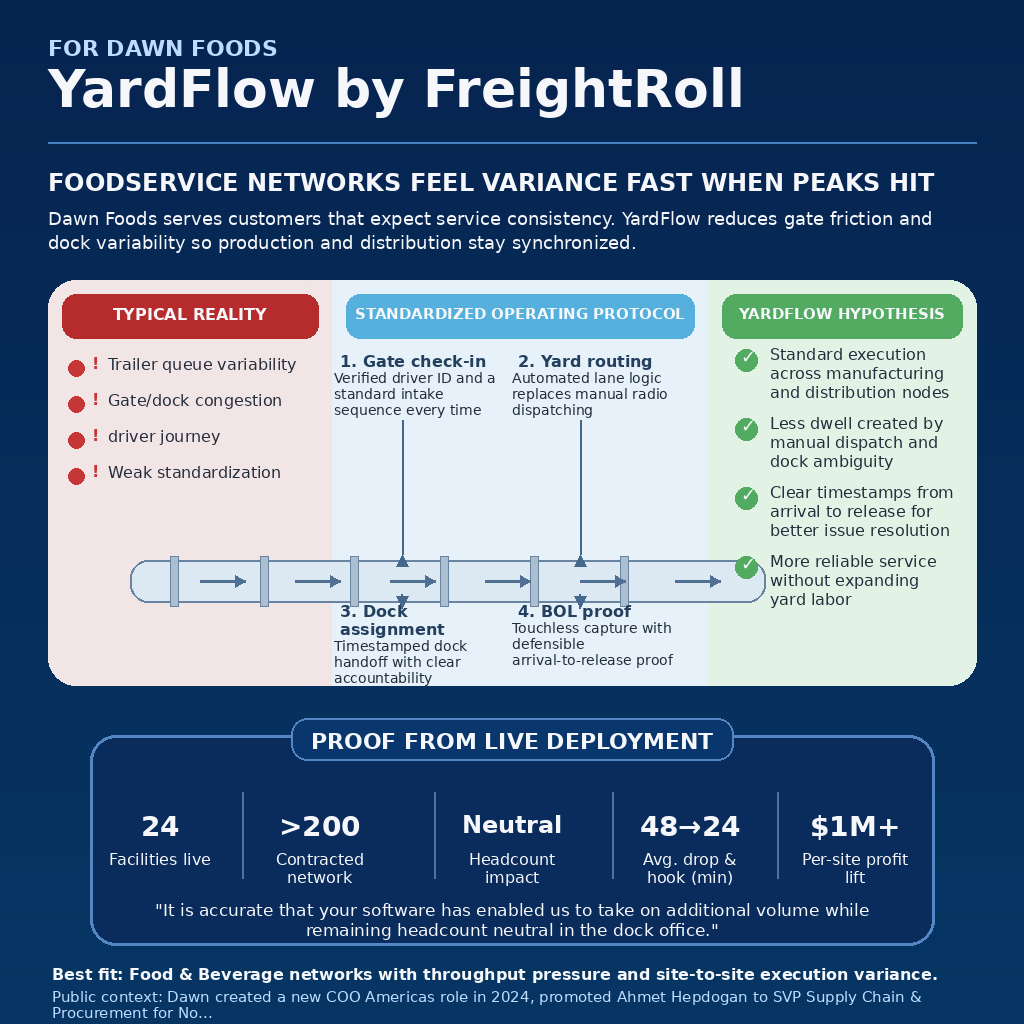 FOR DAWN FOODS
YardFlow by FreightRoll
FOODSERVICE NETWORKS FEEL VARIANCE FAST WHEN PEAKS HIT
Dawn Foods serves customers that expect service consistency. YardFlow reduces gate friction and
dock variability so production and distribution stay synchronized.
TYPICAL REALITY
! Trailer queue variability
! Gate/dock congestion
! driver journey
! Weak standardization
STANDARDIZED OPERATING PROTOCOL
1. Gate check-in
Verified driver ID and a
standard intake
sequence every time
2. Yard routing
Automated lane logic
replaces manual radio
dispatching
3. Dock
assignment
Timestamped dock
handoff with clear
accountability
4. BOL proof
Touchless capture with
defensible
arrival-to-release proof
YARDFLOW HYPOTHESIS
✓ Standard execution
across manufacturing
and distribution nodes
✓ Less dwell created by
manual dispatch and
dock ambiguity
✓ Clear timestamps from
arrival to release for
better issue resolution
✓ More reliable service
without expanding
yard labor
PROOF FROM LIVE DEPLOYMENT
24
Facilities live
>200
Contracted
network
Neutral
Headcount
impact
48→24
Avg. drop &
hook (min)
$1M+
Per-site profit
lift
"It is accurate that your software has enabled us to take on additional volume while
remaining headcount neutral in the dock office."
Best fit: Food & Beverage networks with throughput pressure and site-to-site execution variance.
Public context: Dawn created a new COO Americas role in 2024, promoted Ahmet Hepdogan to SVP Supply Chain &
Procurement for No...